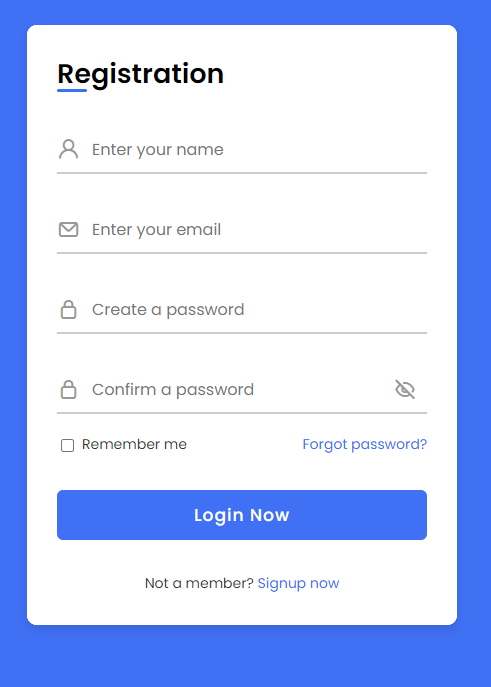 Registration
Enter your name
Enter your email
Create a password
Confirm a password
Remember me Forgot password?
Login Now
Not a member? Signup now